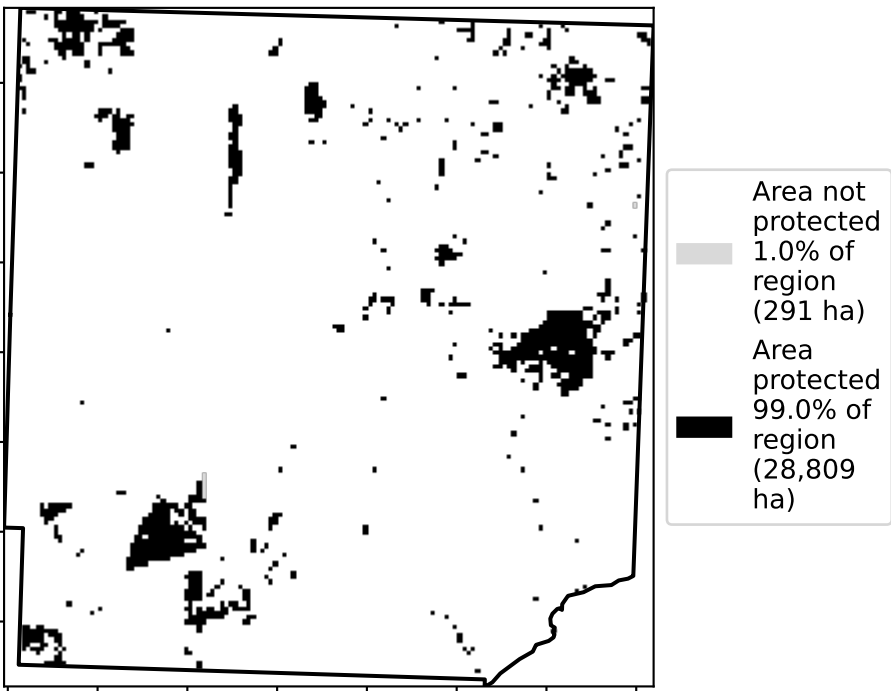 Area not
protected
1.0% of
region
(291 ha)
Area
protected
99.0% of
region
(28,809
ha)